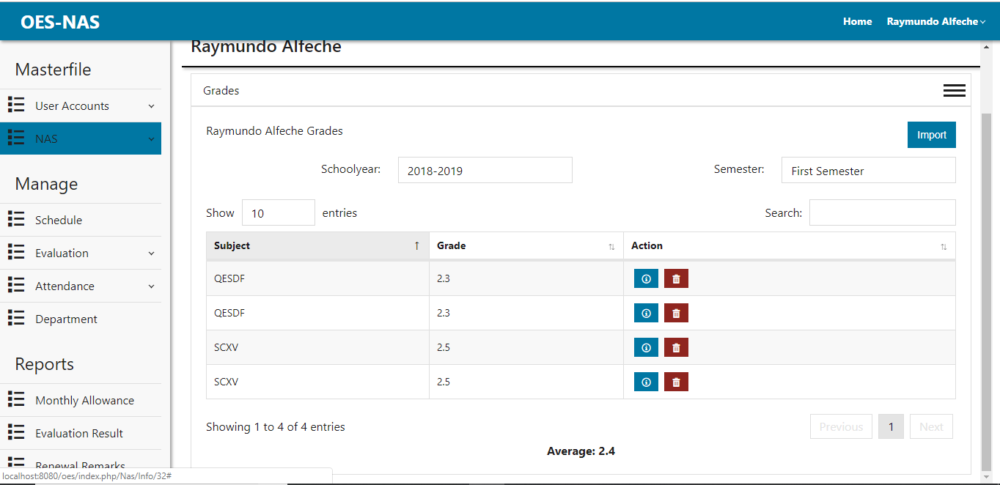 OES-NAS
Home Raymundo Alfeche
Masterfile
User Accounts
NAS
Manage
Schedule
Evaluation
Attendance
Department
Reports
Monthly Allowance
Evaluation Result
Renewal Remarks
Raymundo Alfeche
Grades
Raymundo Alfeche Grades
Import
Schoolyear: 2018-2019 Semester: First Semester
Show 10 entries Search:
Subject Grade Action
QESDF 2.3
QESDF 2.3
SCXV 2.5
SCXV 2.5
Showing 1 to 4 of 4 entries Previous 1 Next
Average: 2.4
localhost:8080/oes/index.php/Nas/Info/32#